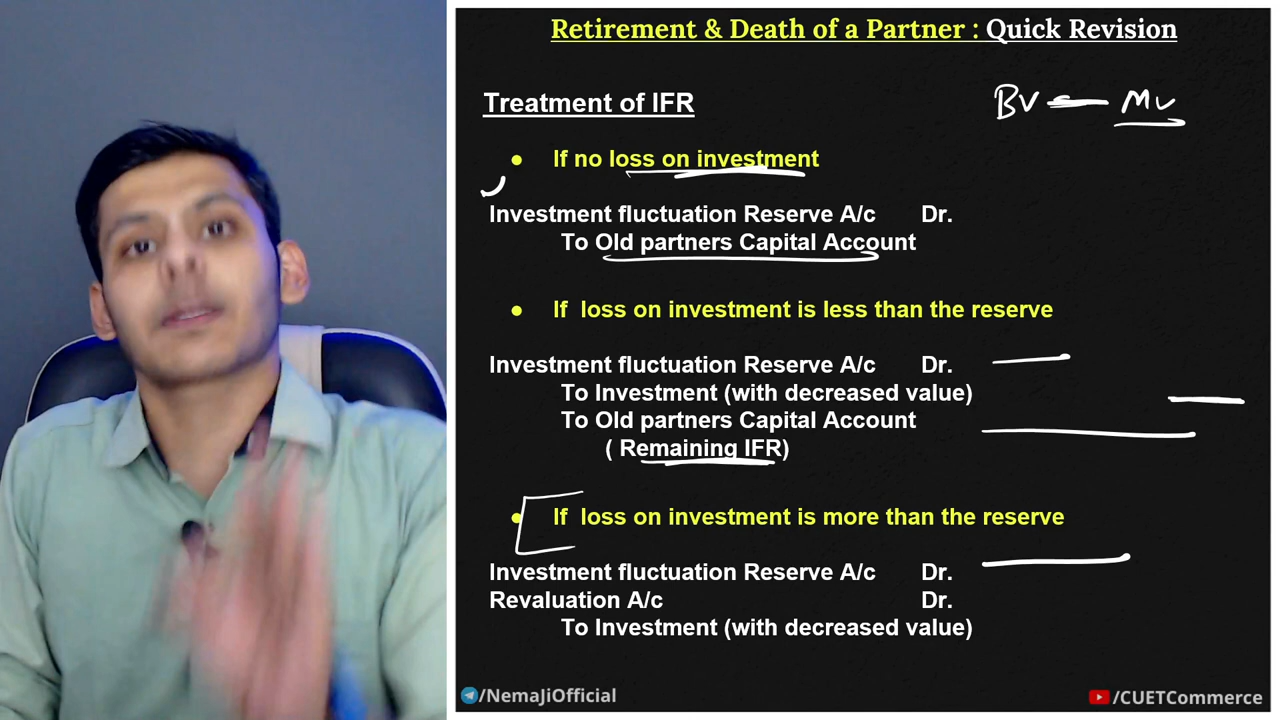 Retirement & Death of a Partner : Quick Revision
Treatment of IFR
BV MV
• If no loss on investment
Investment fluctuation Reserve A/c Dr.
To Old partners Capital Account
• If loss on investment is less than the reserve
Investment fluctuation Reserve A/c Dr.
To Investment (with decreased value)
To Old partners Capital Account
( Remaining IFR)
• If loss on investment is more than the reserve
Investment fluctuation Reserve A/c Dr.
Revaluation A/c Dr.
To Investment (with decreased value)
/NemaJiOfficial
/CUETCommerce